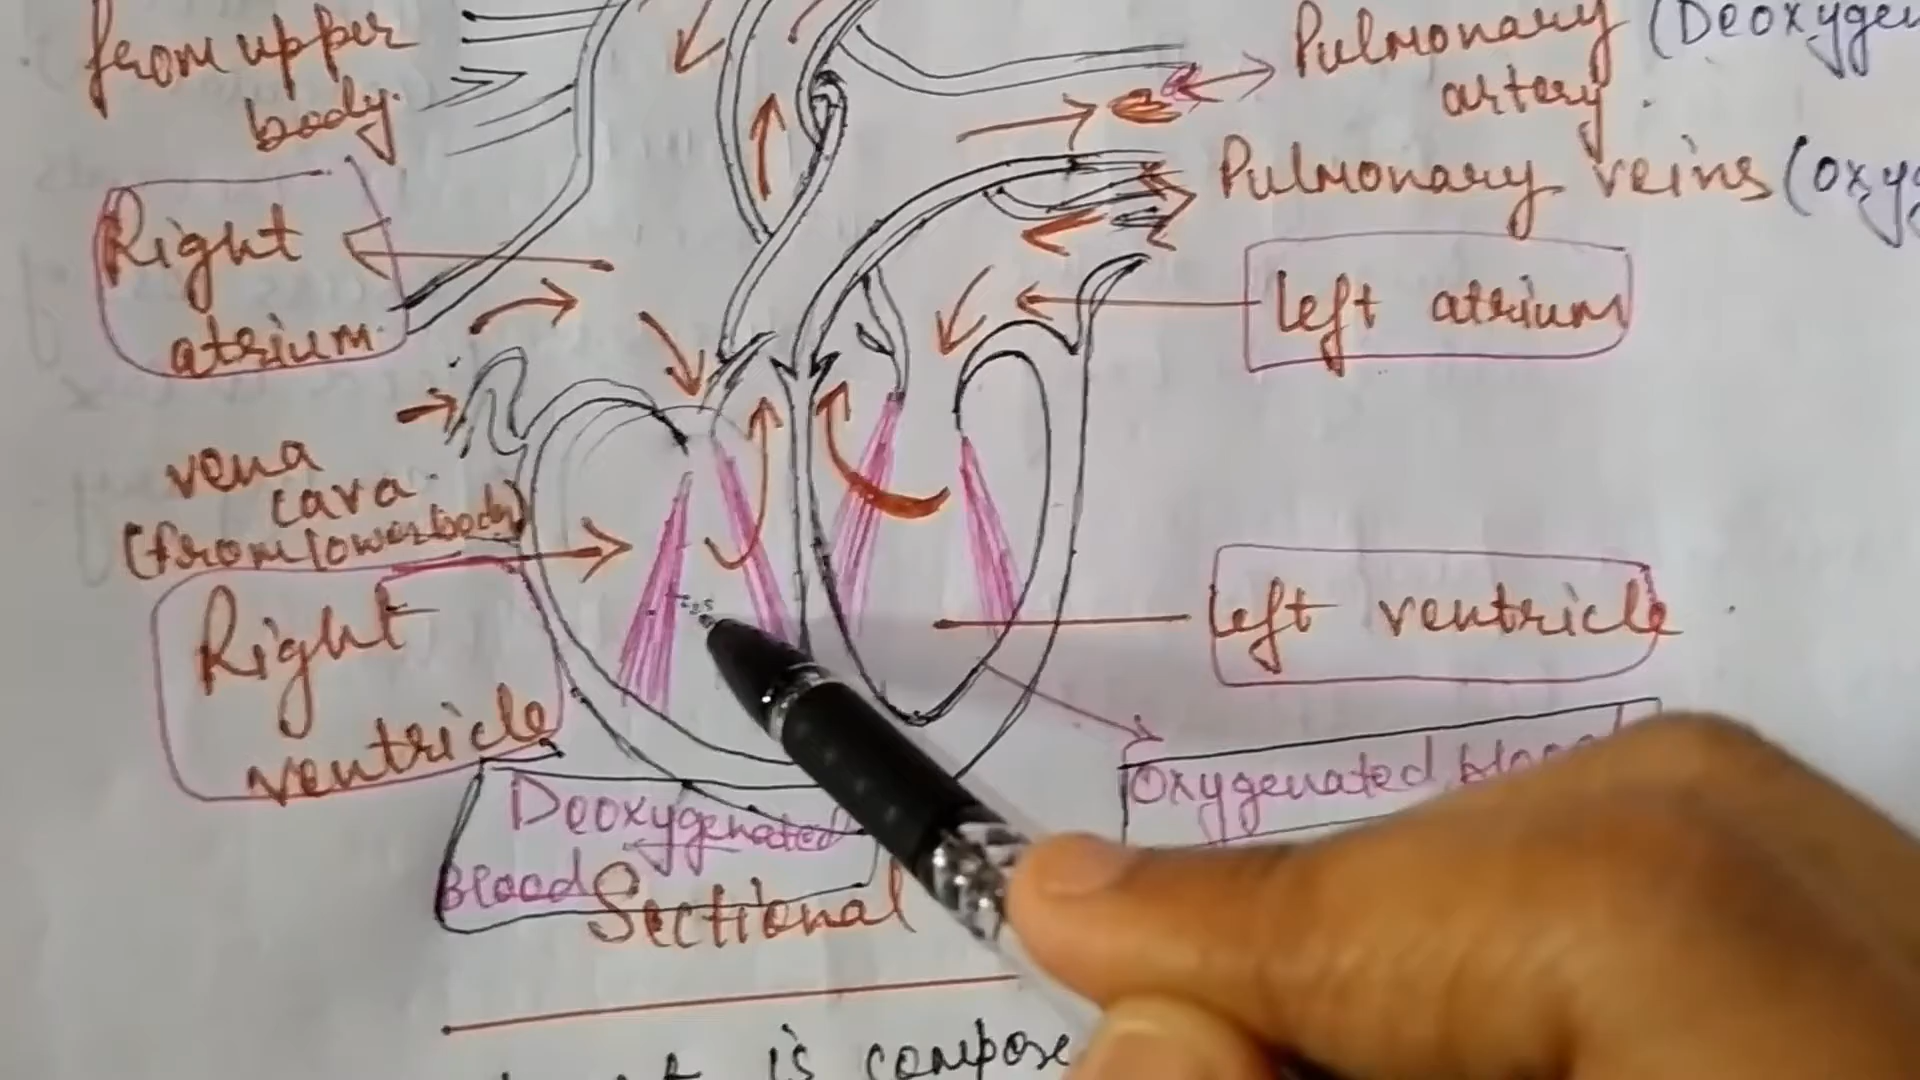 from upper
body.
Pulmonary (Deoxygen
artery.
Pulmonary veins (oxyg
Right
atrium.
left atrium
vena
cava.
(from lower body)
Right
ventricle
left ventricle
Deoxygenated
Blood
Oxygenated blood
Sectional
is compose